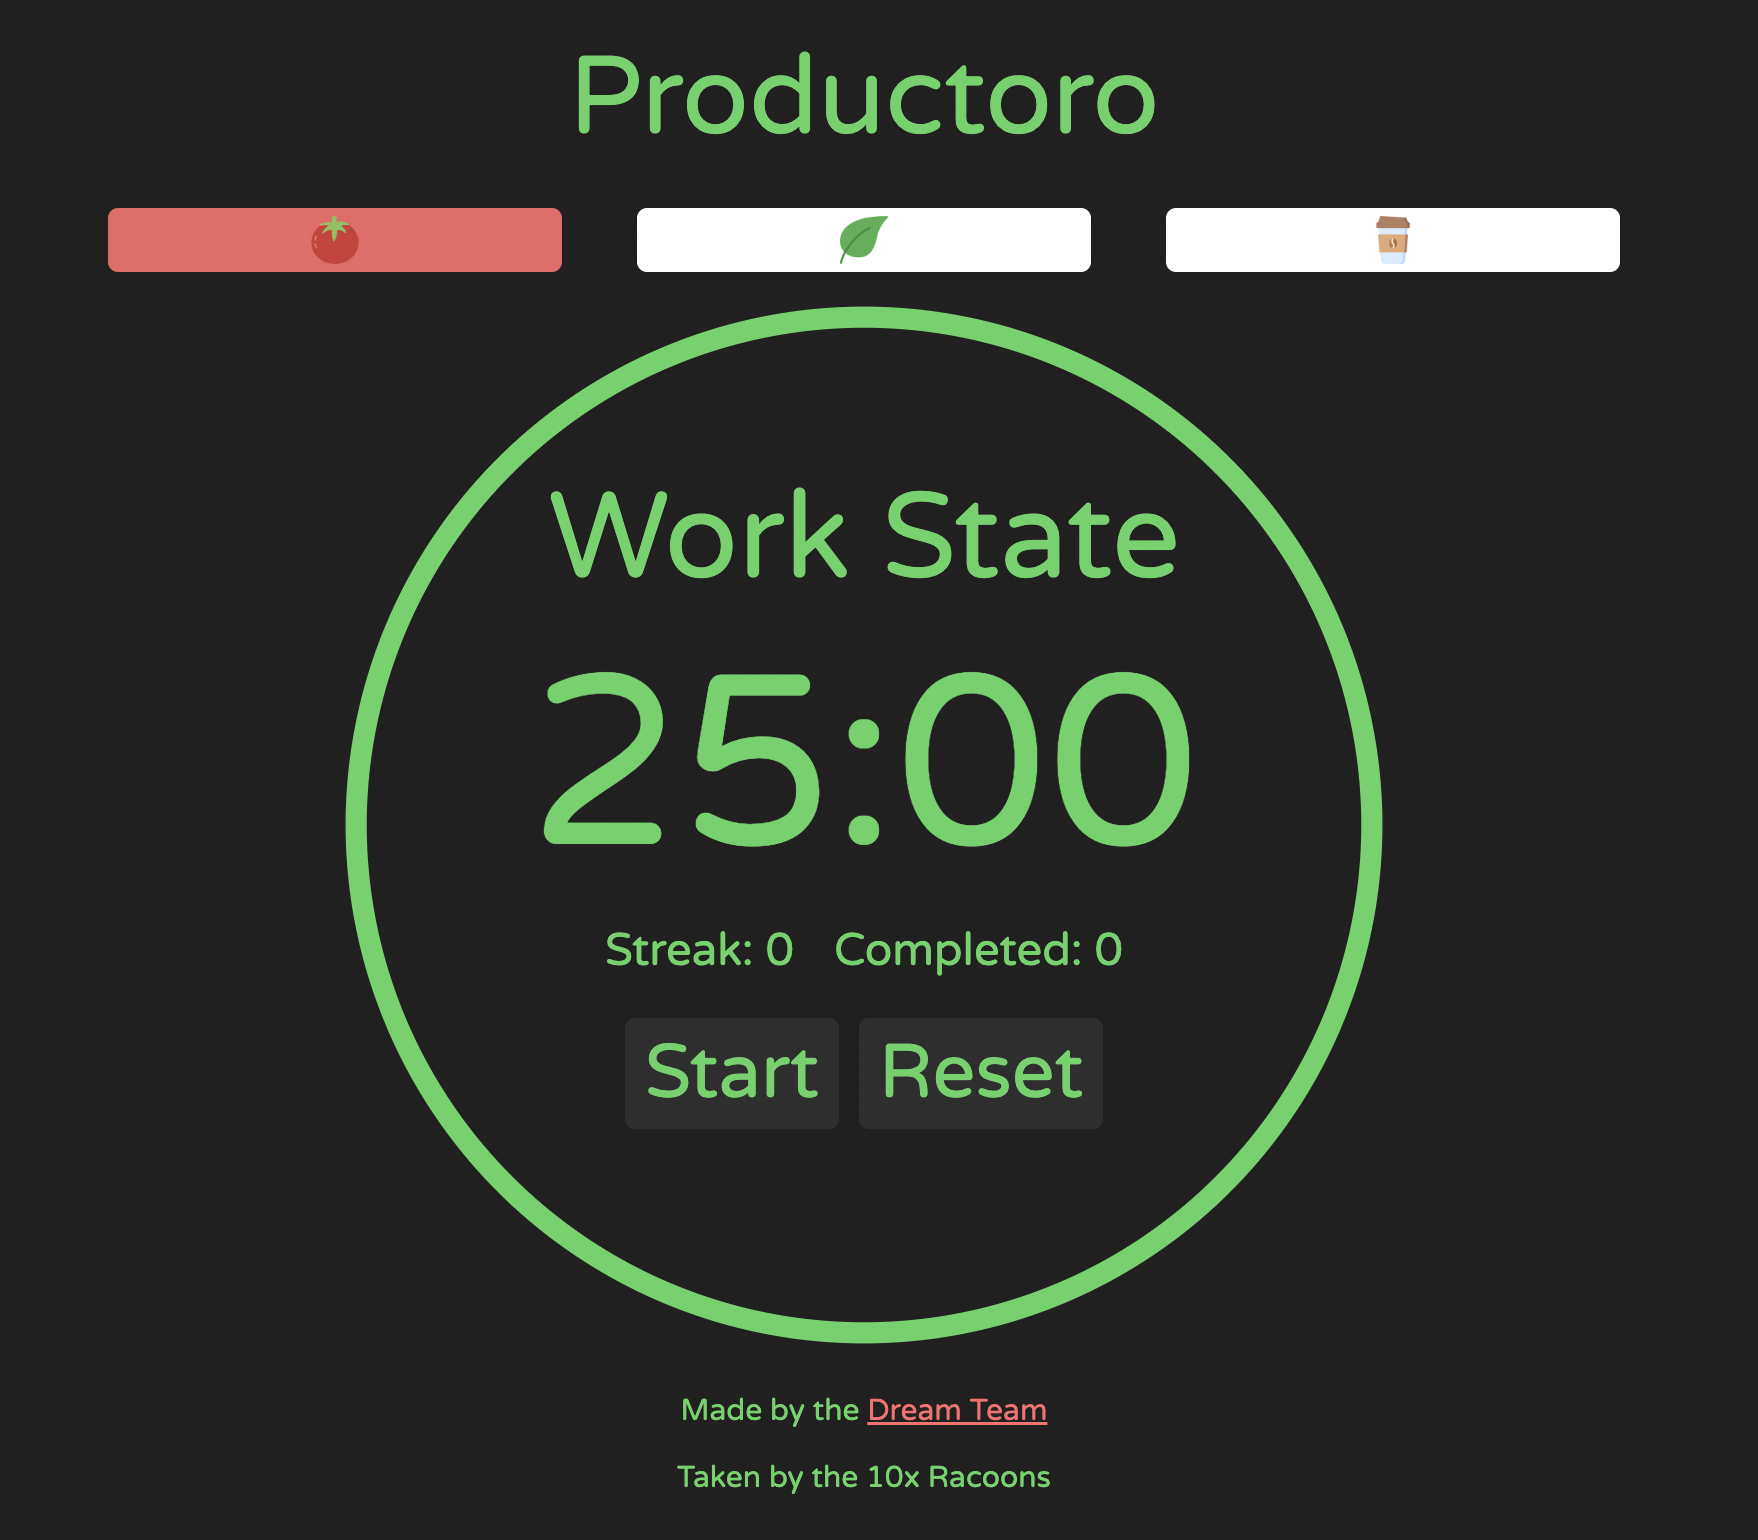 Productoro
Work State
25:00
Streak: 0 Completed: 0
Start Reset
Made by the Dream Team
Taken by the 10x Racoons